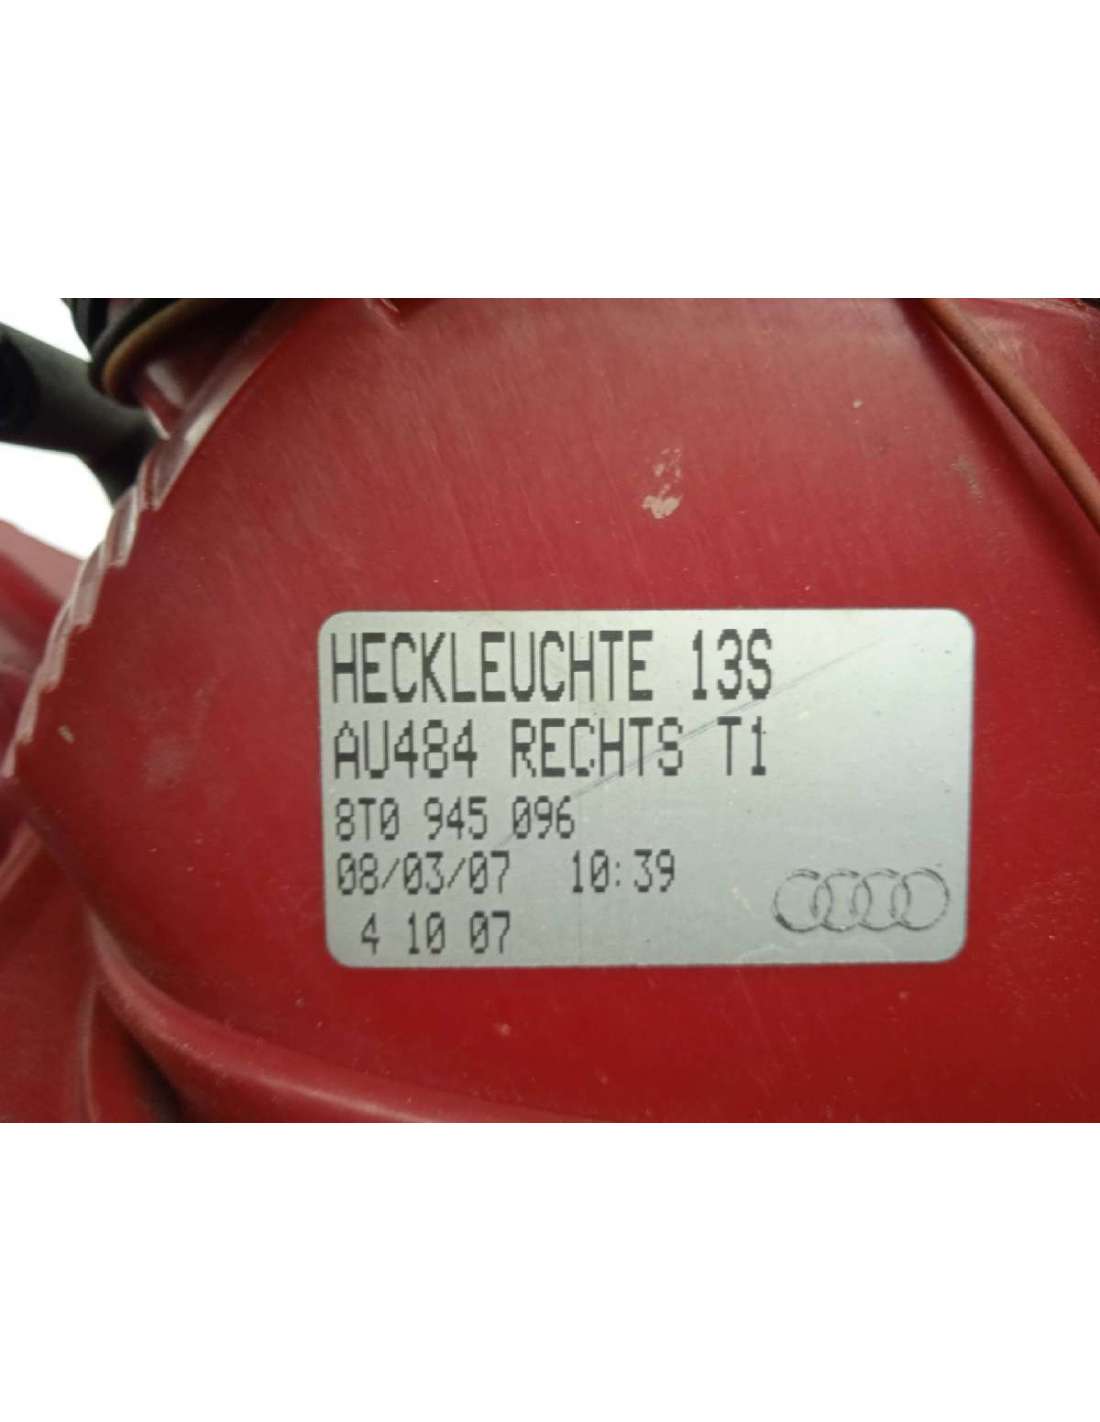 HECKLEUCHTE 13S
AU484 RECHTS T1
8T0 945 096
08/03/07 10:39
4 10 07